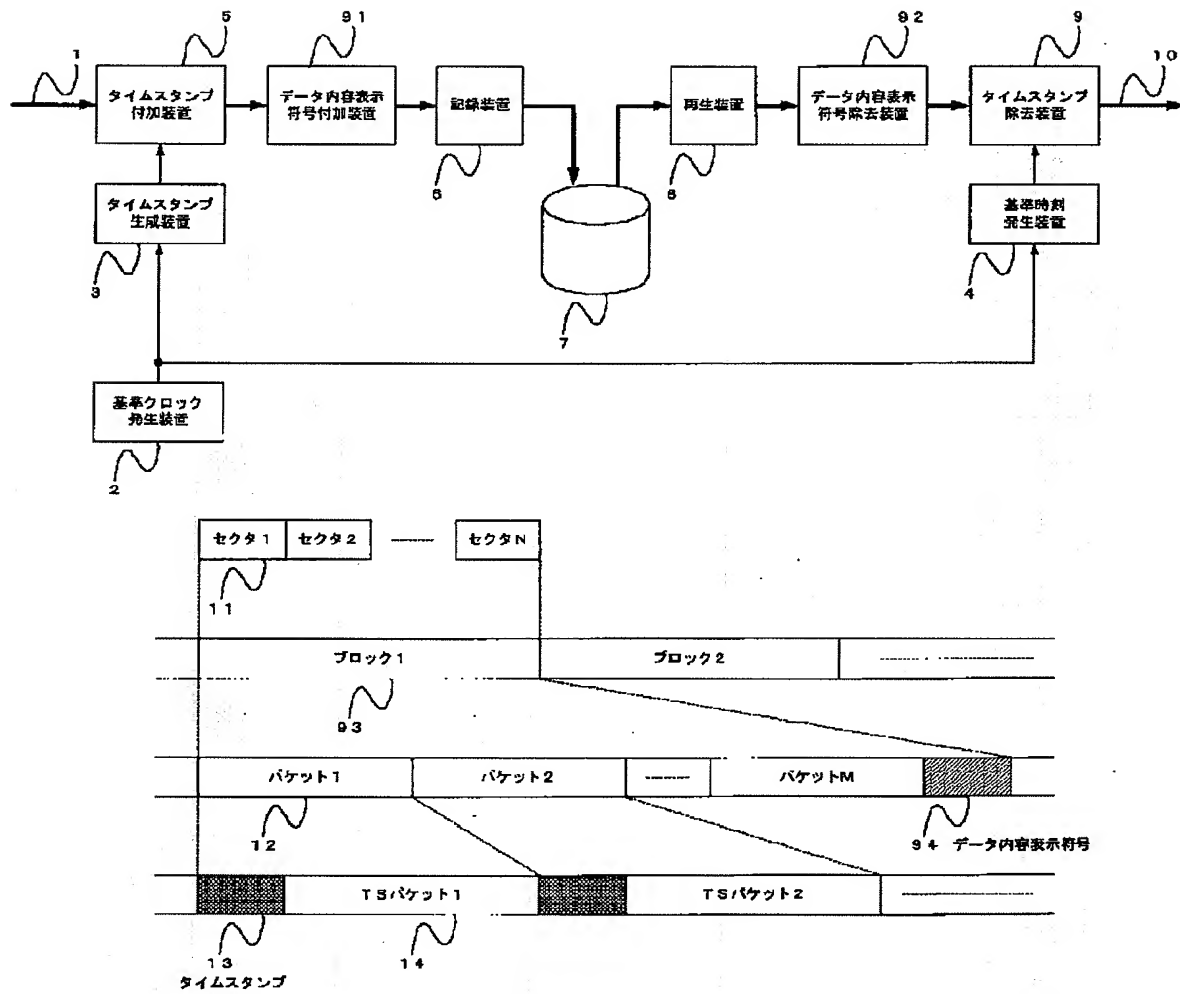 5
91
92
9
1
10
タイムスタンプ
付加装置
データ内容表示
符号付加装置
記録装置
再生装置
データ内容表示
符号除去装置
タイムスタンプ
除去装置
6
8
タイムスタンプ
生成装置
基準時刻
発生装置
3
7
4
基準クロック
発生装置
2
セクタ1
セクタ2
セクタN
11
ブロック1
ブロック2
93
パケット1
パケット2
パケットM
12
94 データ内容表示符号
TSパケット1
TSパケット2
13
14
タイムスタンプ